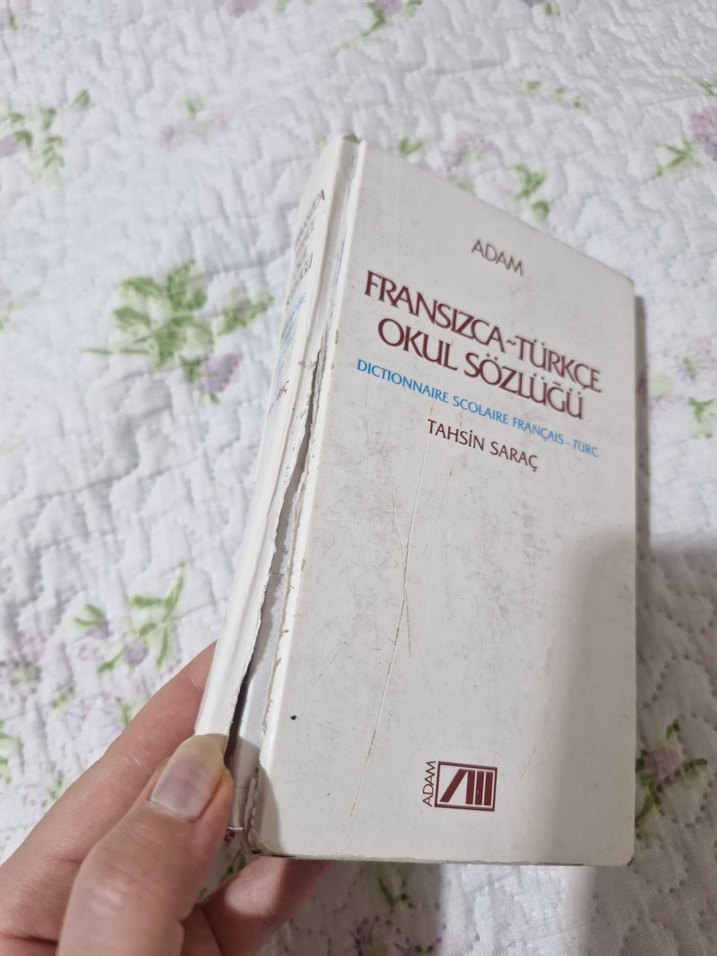 ADAM
FRANSIZCA-TÜRKÇE
OKUL SÖZLÜĞÜ
DICTIONNAIRE SCOLAIRE FRANÇAIS - TURC
TAHSİN SARAÇ
ADAM